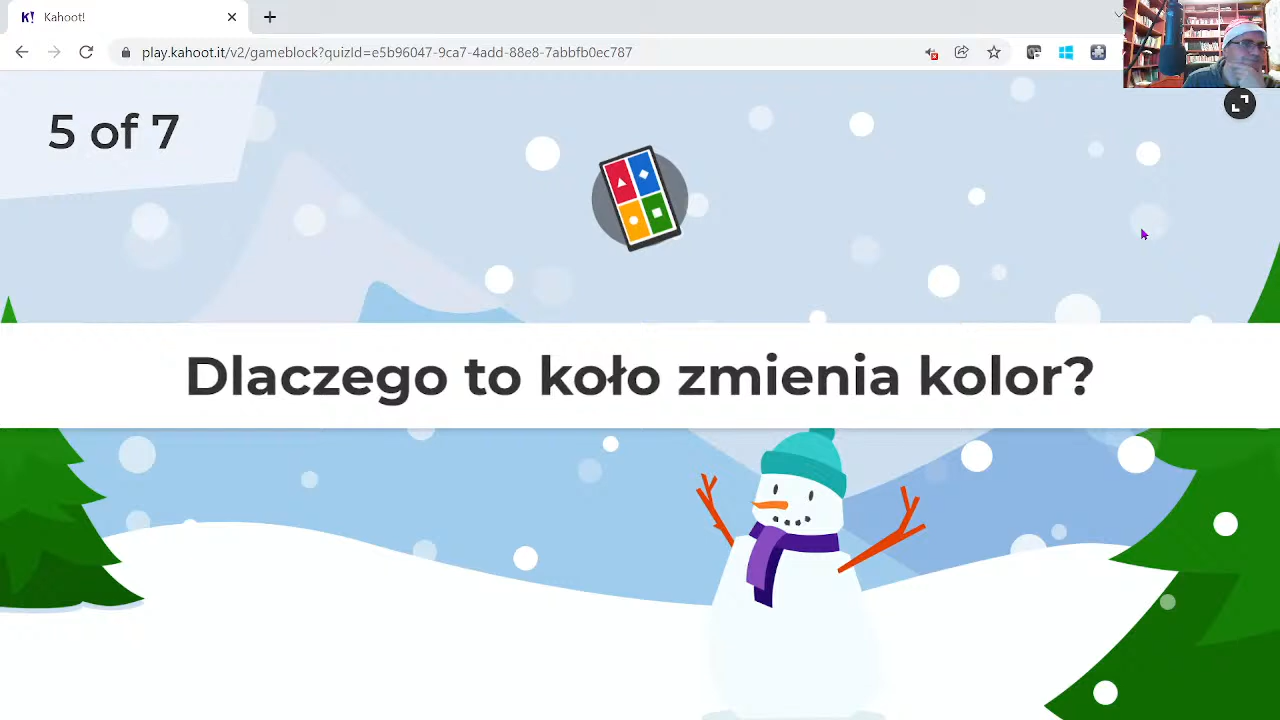 K! Kahoot!
play.kahoot.it/v2/gameblock?quizId=e5b96047-9ca7-4add-88e8-7abbfb0ec787
5 of 7
Dlaczego to koło zmienia kolor?